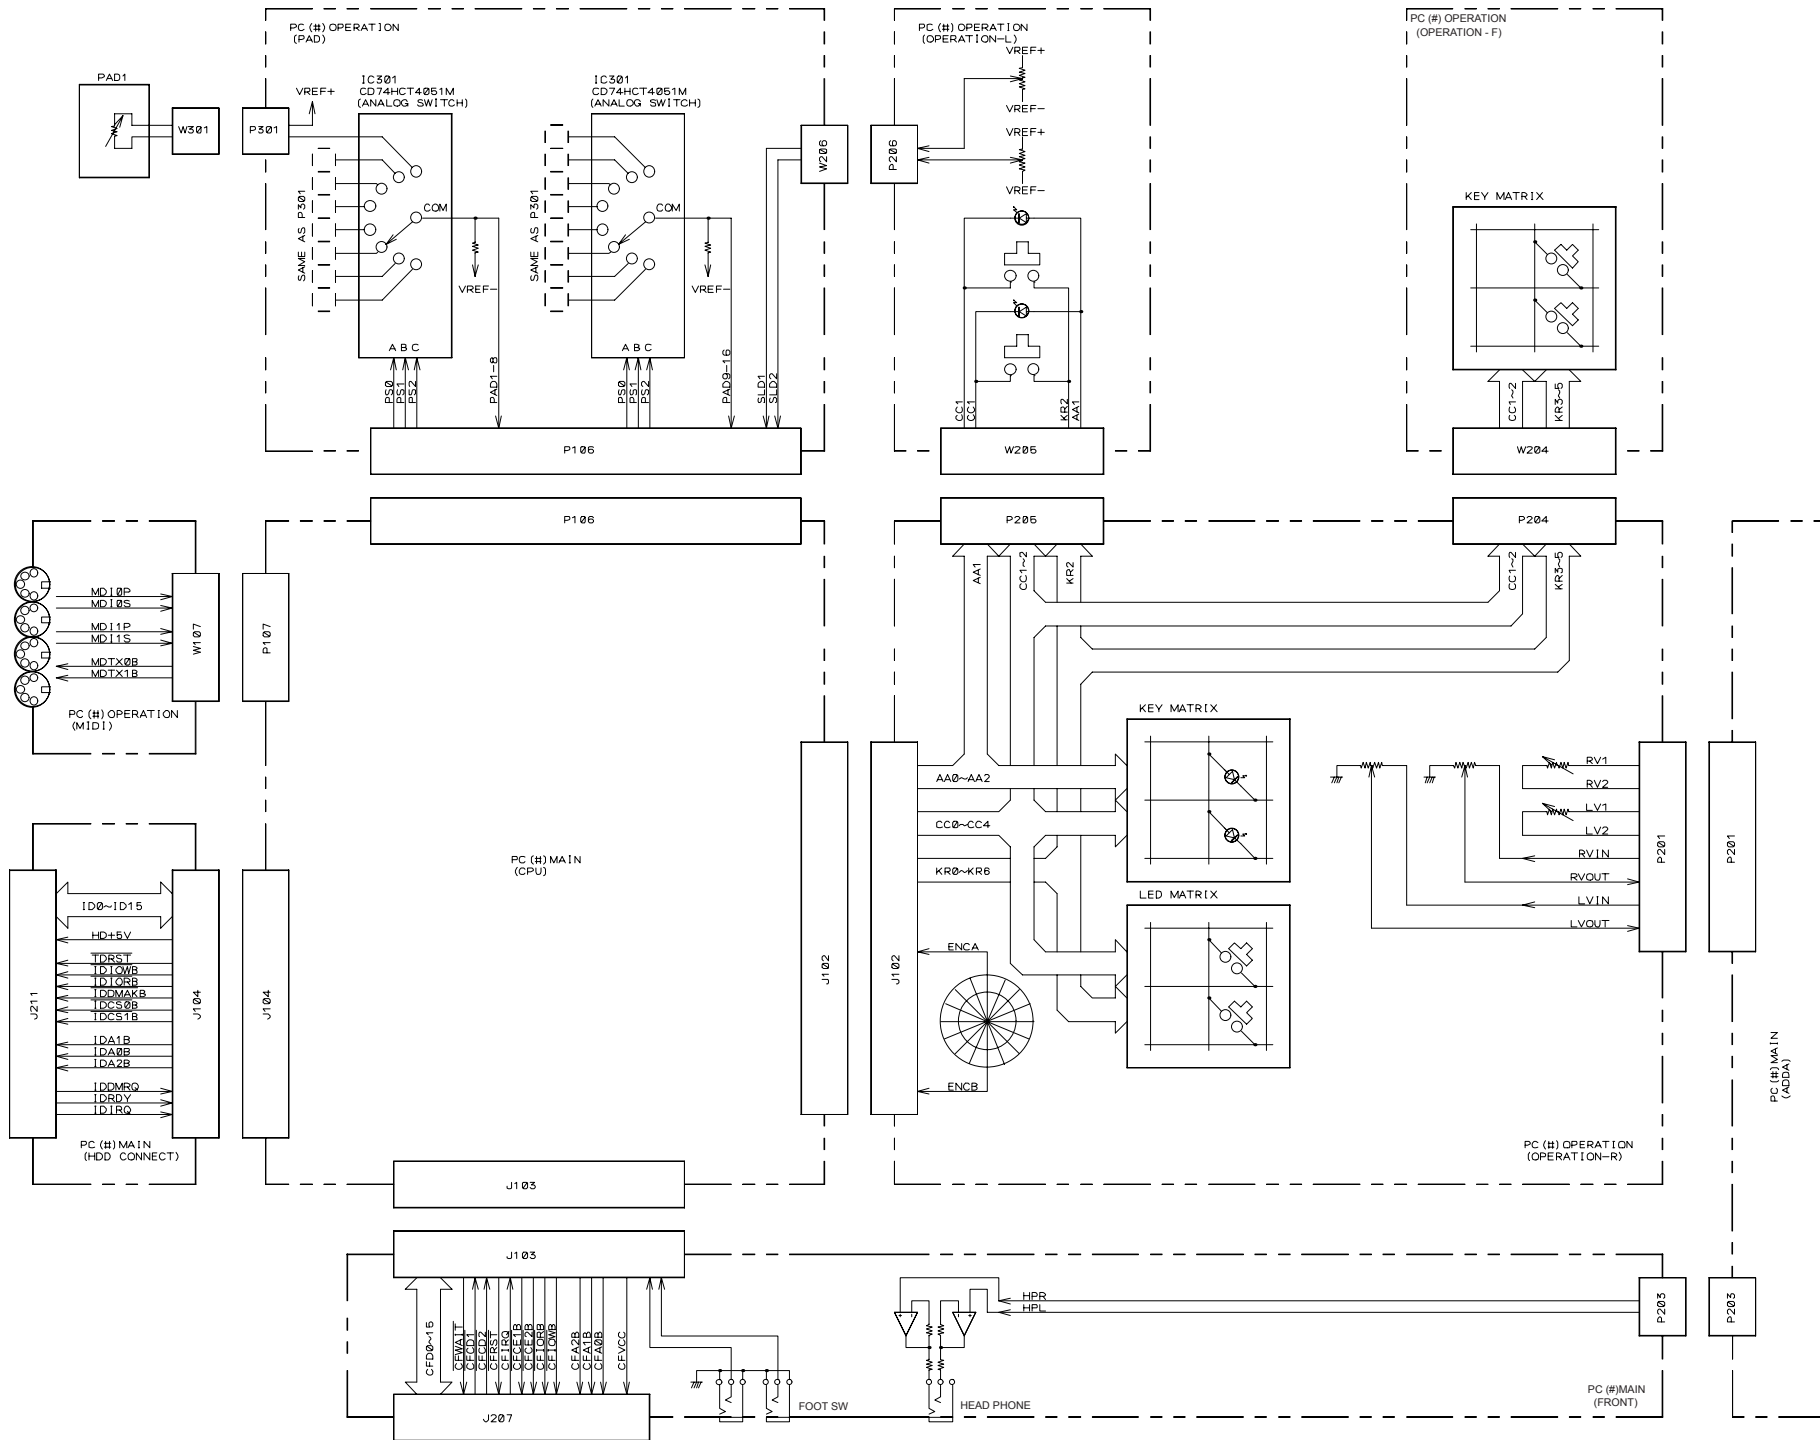 PC (#) OPERATION
(PAD)
PC (#) OPERATION
(OPERATION-L)
PC (#) OPERATION
(OPERATION - F)
PAD1
W301
P301
VREF+
IC301
CD74HCT4051M
(ANALOG SWITCH)
IC301
CD74HCT4051M
(ANALOG SWITCH)
SAME AS P301
COM
VREF-
A B C
PS0
PS1
PS2
PAD1-8
SAME AS P301
COM
VREF-
A B C
PS0
PS1
PS2
PAD9-16
SLD1
SLD2
W206
P106
P206
VREF+
VREF-
VREF+
VREF-
CC1
CC1
KR2
AA1
W205
KEY MATRIX
CC1~2
KR3~5
W204
P106
P205
P204
MDI0P
MDI0S
MDI1P
MDI1S
MDTX0B
MDTX1B
W107
PC (#) OPERATION
(MIDI)
P107
AA1
CC1~2
KR2
CC1~2
KR3~5
J211
ID0~ID15
HD+5V
IDRST
IDIOWB
IDIORB
IDDMAKB
IDCS0B
IDCS1B
IDA1B
IDA0B
IDA2B
IDDMRQ
IDRDY
IDIRQ
J104
PC (#) MAIN
(HDD CONNECT)
J104
PC (#) MAIN
(CPU)
J102
J102
AA0~AA2
CC0~CC4
KR0~KR6
ENCA
ENCB
KEY MATRIX
LED MATRIX
RV1
RV2
LV1
LV2
RVIN
RVOUT
LVIN
LVOUT
P201
P201
PC (#) OPERATION
(OPERATION-R)
PC (#) MAIN
(ADDA)
J103
J103
CFD0~15
CFWAIT
CFCD1
CFCD2
CFRST
CFIRQ
CFCE1B
CFCE2B
CFIORB
CFIOWB
CFA2B
CFA1B
CFA0B
CFVCC
J207
FOOT SW
HEAD PHONE
HPR
HPL
P203
P203
PC (#)MAIN
(FRONT)